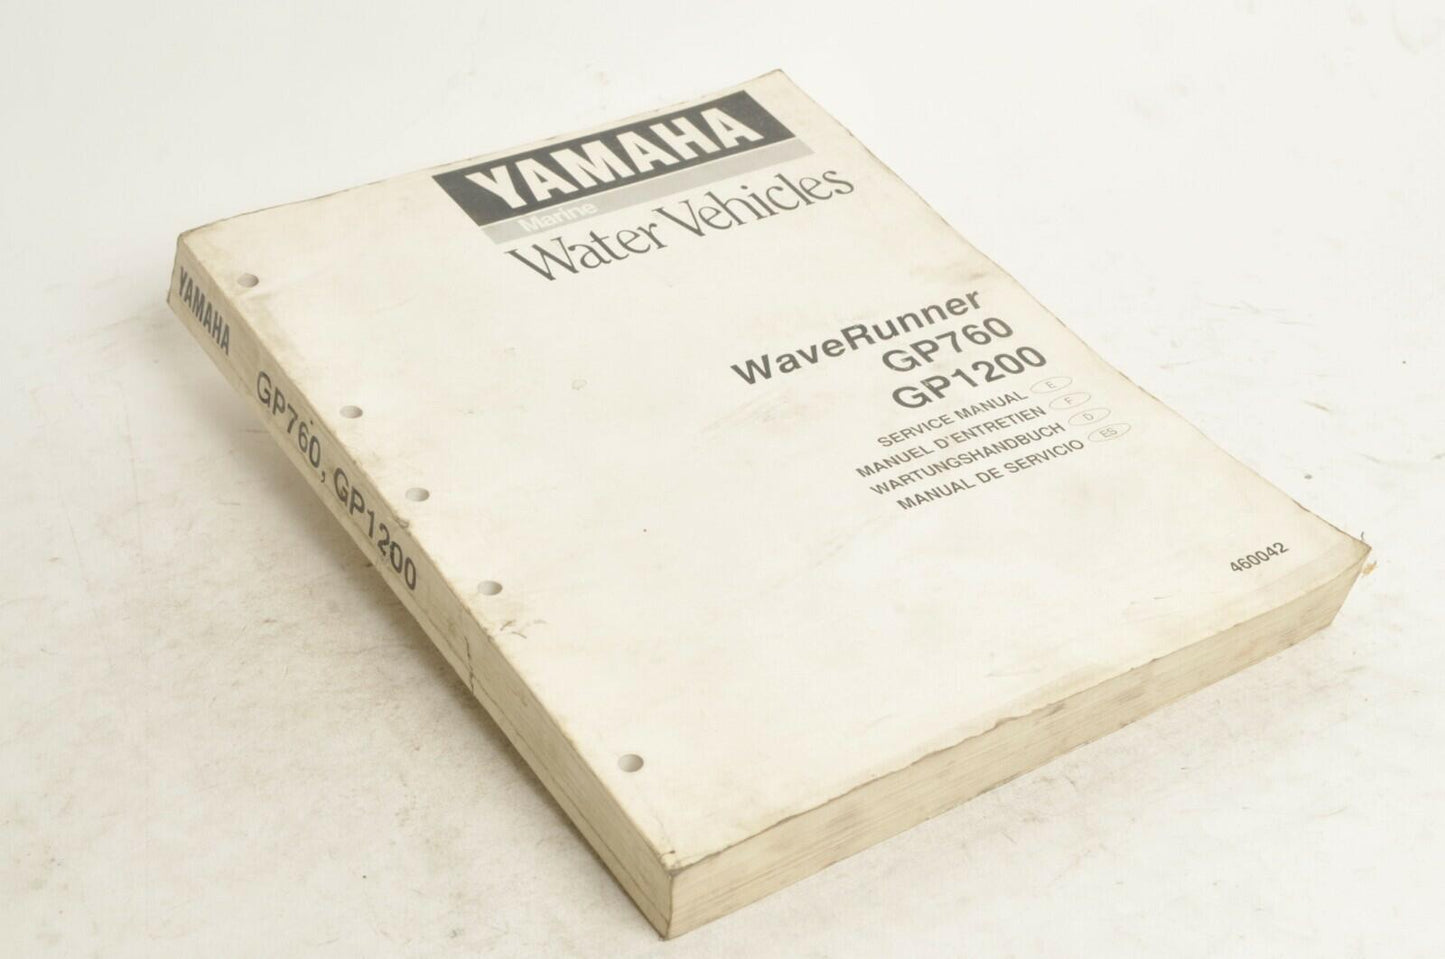 YAMAHA
Marine
Water Vehicles
WaveRunner
GP760
GP1200
SERVICE MANUAL E
MANUEL D'ENTRETIEN F
WARTUNGSHANDBUCH D
MANUAL DE SERVICIO ES
460042
YAMAHA
GP760, GP1200